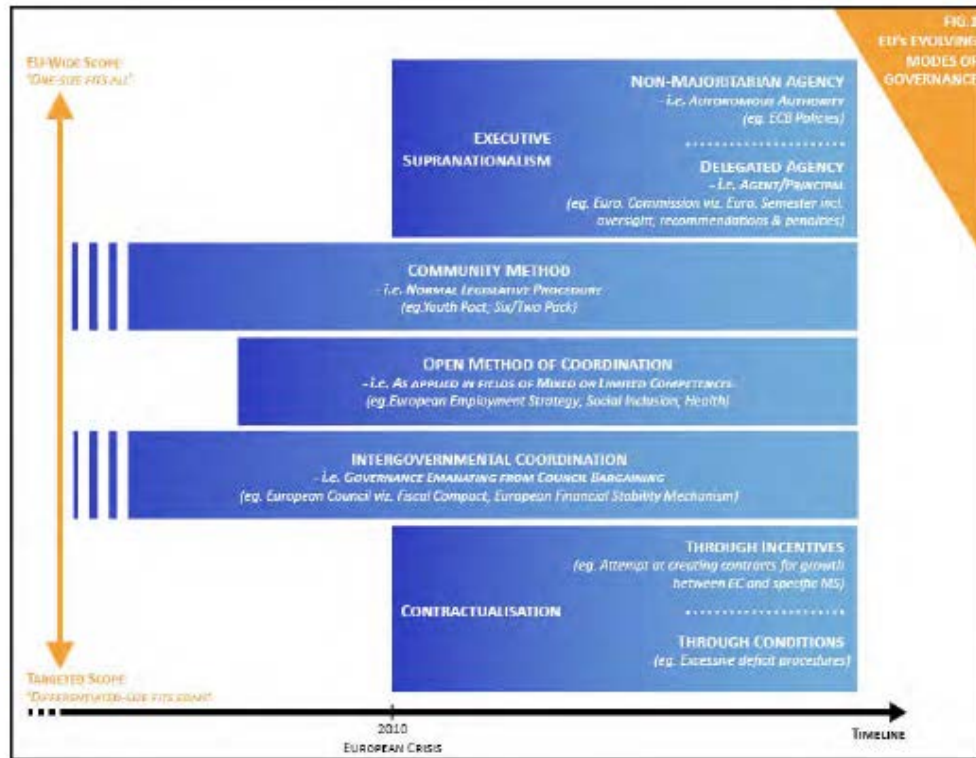 FIG.1
EU's EVOLVING
MODES OF
GOVERNANCE
EU-WIDE SCOPE
"ONE-SIZE FITS ALL"
NON-MAJORITARIAN AGENCY
- i.e. AUTONOMOUS AUTHORITY
(eg. ECB Policies)
EXECUTIVE
SUPRANATIONALISM
DELEGATED AGENCY
- i.e. AGENT/PRINCIPAL
(eg. Euro. Commission viz. Euro. Semester incl.
oversight, recommendations & penalties)
COMMUNITY METHOD
- i.e. NORMAL LEGISLATIVE PROCEDURE
(eg.Youth Pact; Six/Two Pack)
OPEN METHOD OF COORDINATION
- i.e. AS APPLIED IN FIELDS OF MIXED OR LIMITED COMPETENCES
(eg.European Employment Strategy, Social Inclusion, Health)
INTERGOVERNMENTAL COORDINATION
- i.e. GOVERNANCE EMANATING FROM COUNCIL BARGAINING
(eg. European Council viz. Fiscal Compact, European Financial Stability Mechanism)
THROUGH INCENTIVES
(eg. Attempt at creating contracts for growth
between EC and specific MS)
CONTRACTUALISATION
THROUGH CONDITIONS
(eg. Excessive deficit procedures)
TARGETED SCOPE
"DIFFERENTIATED-SIZE FITS
2010
EUROPEAN CRISIS
TIMELINE